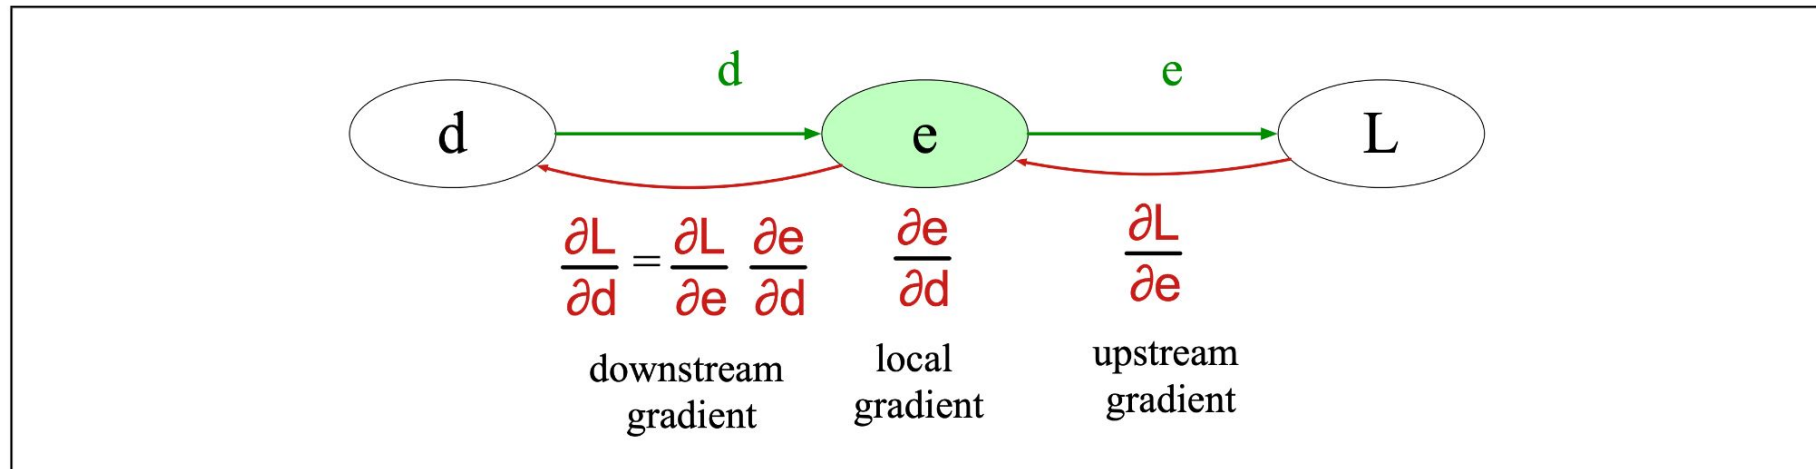 d e
d e L
∂L/∂d = ∂L/∂e ∂e/∂d ∂e/∂d ∂L/∂e
downstream
gradient
local
gradient
upstream
gradient